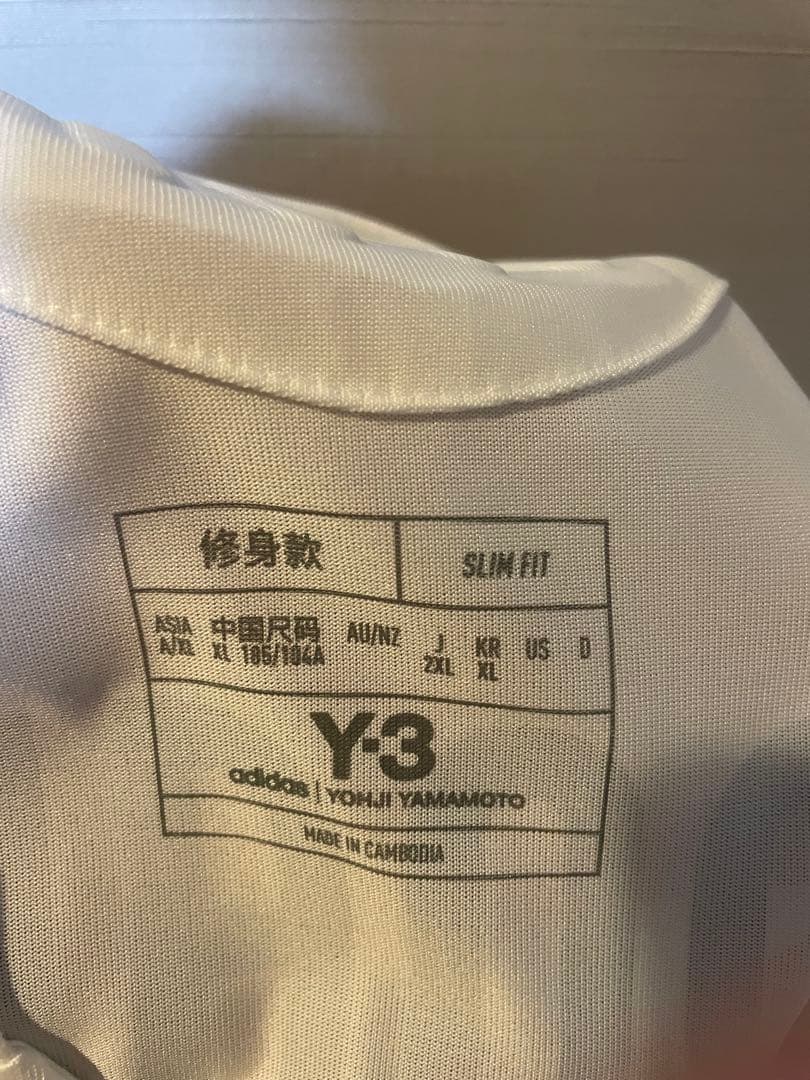 修身款 SLIM FIT
ASIA 中国尺码 AU/NZ J KR US D
A/XL XL 185/104A 2XL XL
Y-3
adidas | YOHJI YAMAMOTO
MADE IN CAMBODIA